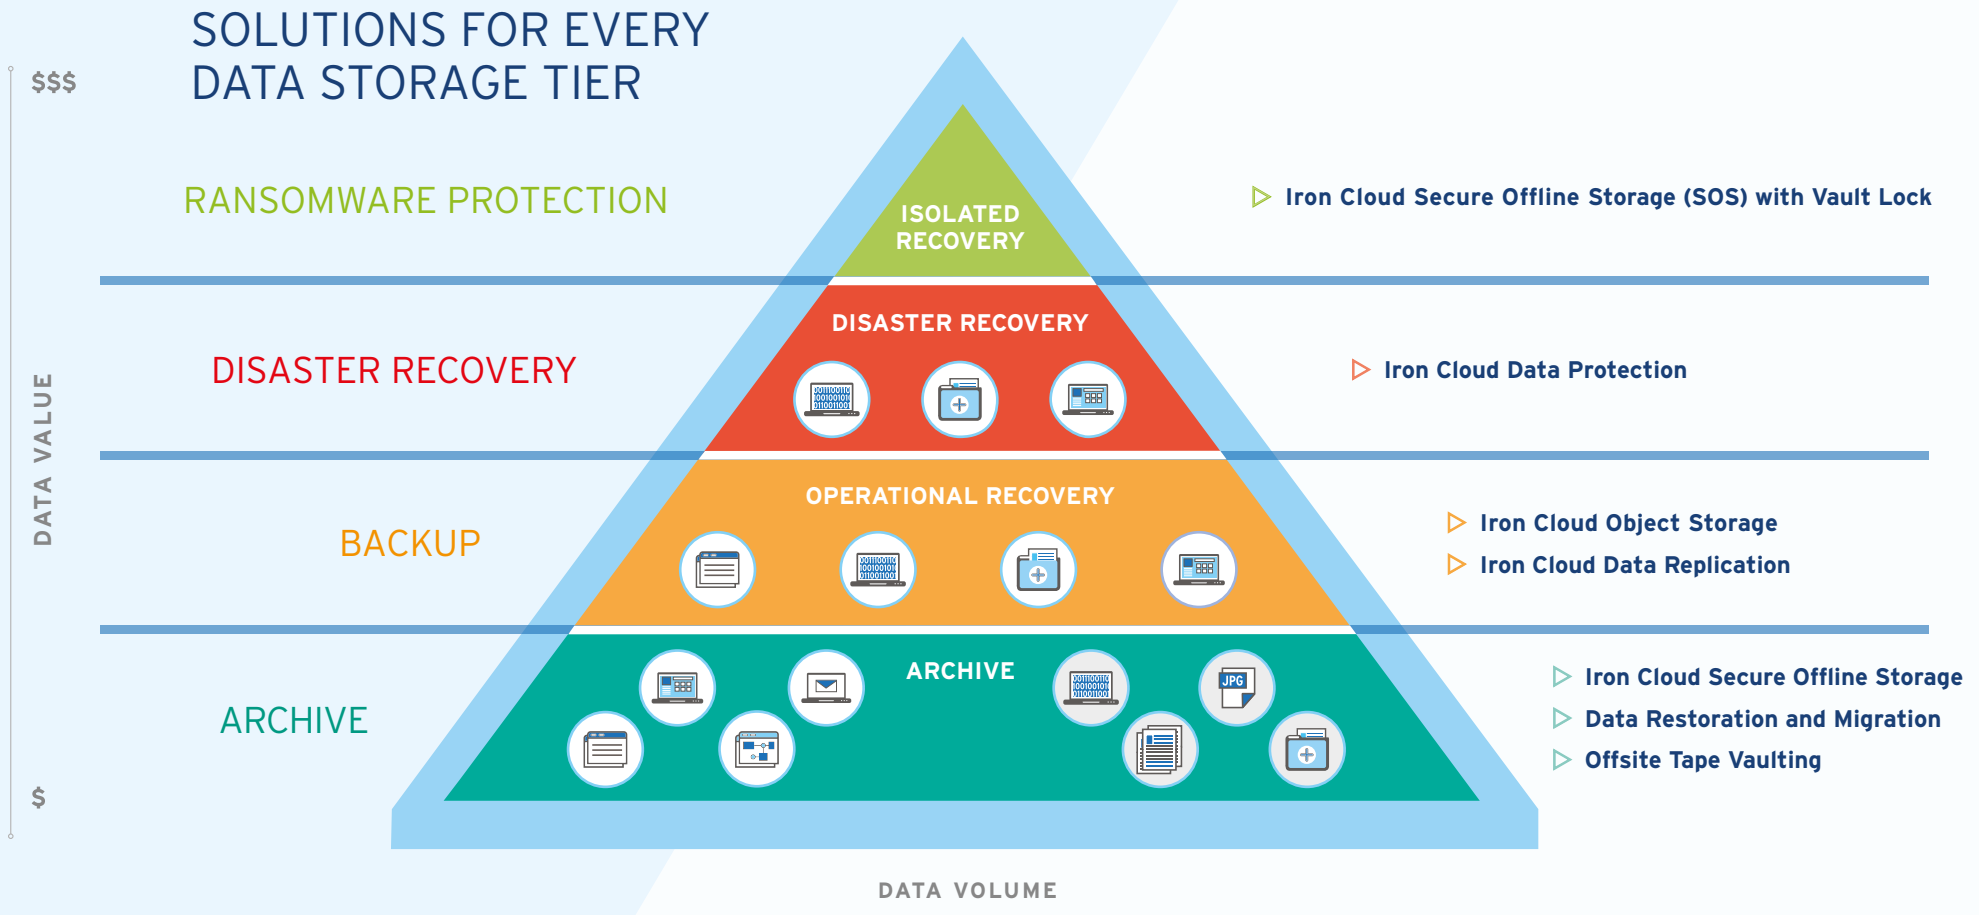 SOLUTIONS FOR EVERY
DATA STORAGE TIER
$$$
DATA VALUE
$
RANSOMWARE PROTECTION
ISOLATED
RECOVERY
Iron Cloud Secure Offline Storage (SOS) with Vault Lock
DISASTER RECOVERY
DISASTER RECOVERY
001100110
100100101
011001100
Iron Cloud Data Protection
BACKUP
OPERATIONAL RECOVERY
Iron Cloud Object Storage
Iron Cloud Data Replication
ARCHIVE
ARCHIVE
JPG
Iron Cloud Secure Offline Storage
Data Restoration and Migration
Offsite Tape Vaulting
DATA VOLUME